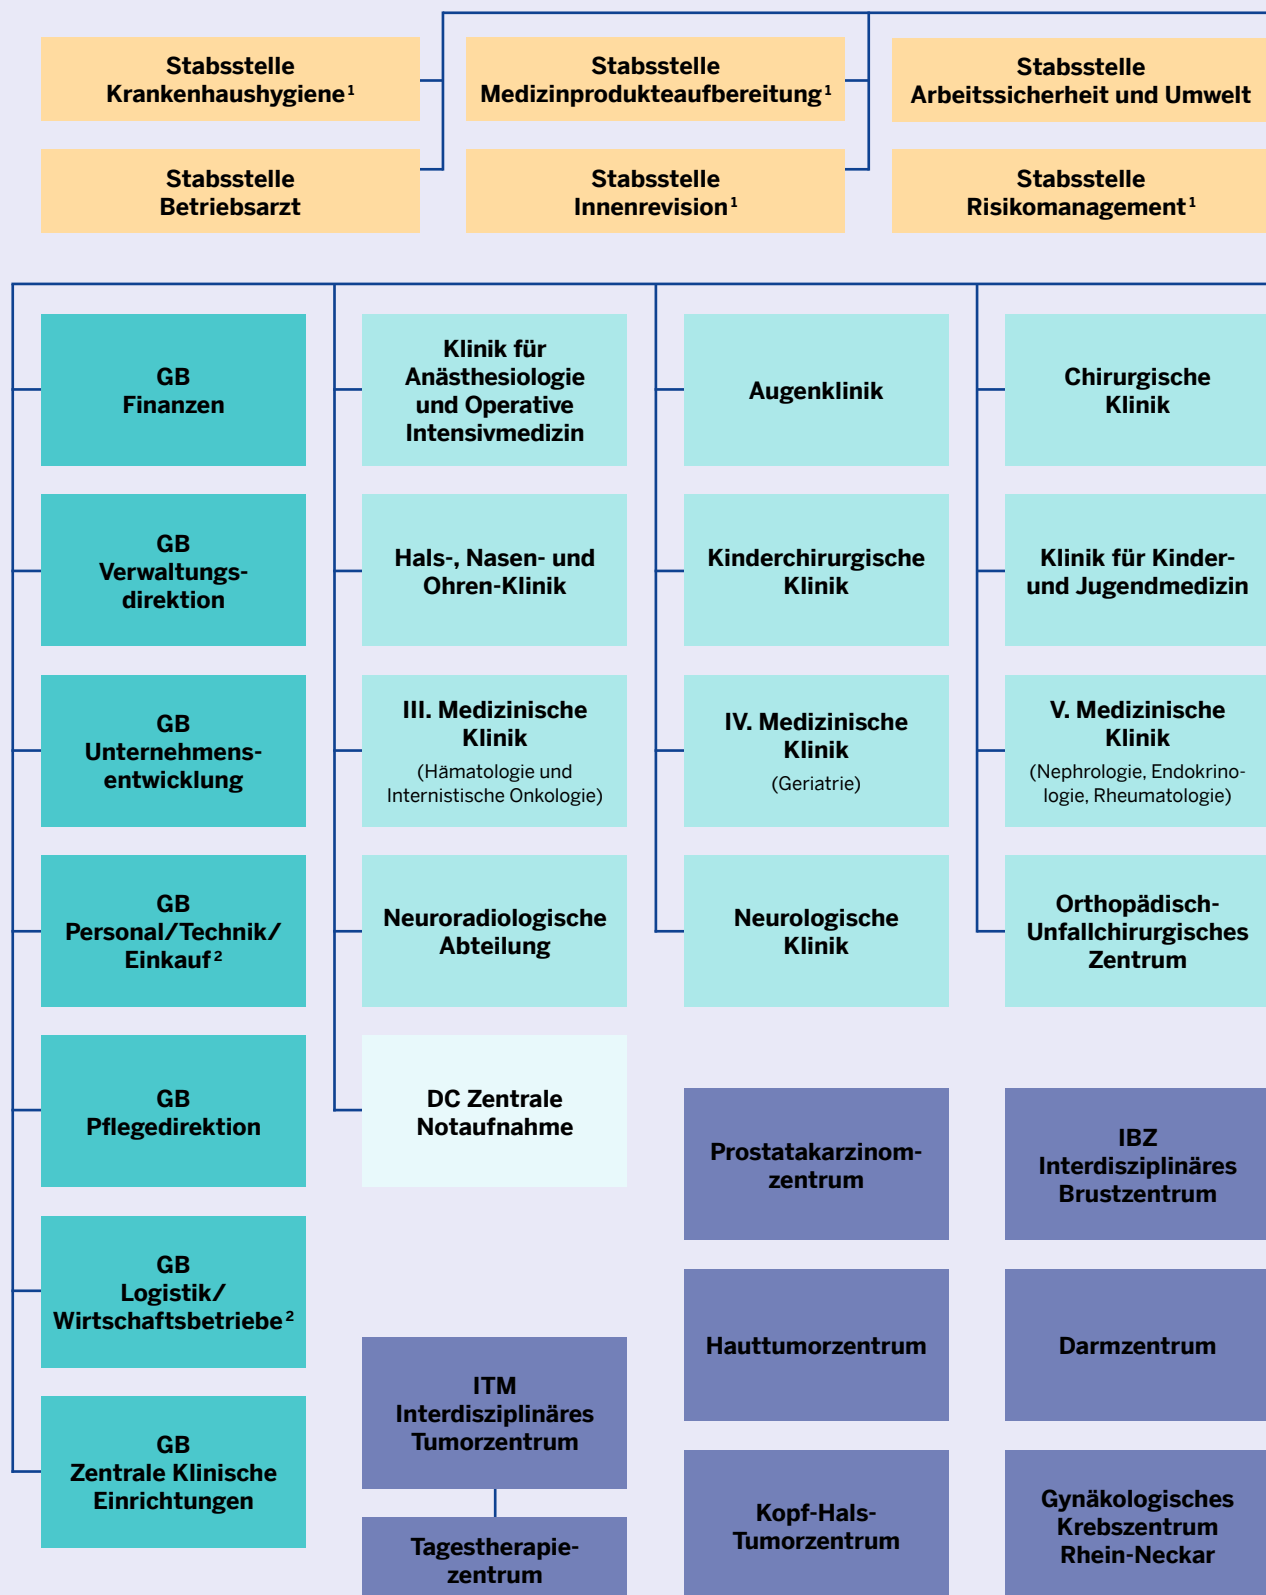 Stabsstelle
Krankenhaushygiene¹
Stabsstelle
Medizinprodukteaufbereitung¹
Stabsstelle
Arbeitssicherheit und Umwelt
Stabsstelle
Betriebsarzt
Stabsstelle
Innenrevision¹
Stabsstelle
Risikomanagement¹
GB
Finanzen
Klinik für
Anästhesiologie
und Operative
Intensivmedizin
Augenklinik
Chirurgische
Klinik
GB
Verwaltungs-
direktion
Hals-, Nasen- und
Ohren-Klinik
Kinderchirurgische
Klinik
Klinik für Kinder-
und Jugendmedizin
GB
Unternehmens-
entwicklung
III. Medizinische
Klinik
(Hämatologie und
Internistische Onkologie)
IV. Medizinische
Klinik
(Geriatrie)
V. Medizinische
Klinik
(Nephrologie, Endokrino-
logie, Rheumatologie)
GB
Personal/Technik/
Einkauf²
Neuroradiologische
Abteilung
Neurologische
Klinik
Orthopädisch-
Unfallchirurgisches
Zentrum
GB
Pflegedirektion
DC Zentrale
Notaufnahme
Prostatakarzinom-
zentrum
IBZ
Interdisziplinäres
Brustzentrum
GB
Logistik/
Wirtschaftsbetriebe²
Hauttumorzentrum
Darmzentrum
ITM
Interdisziplinäres
Tumorzentrum
GB
Zentrale Klinische
Einrichtungen
Kopf-Hals-
Tumorzentrum
Gynäkologisches
Krebszentrum
Rhein-Neckar
Tagestherapie-
zentrum